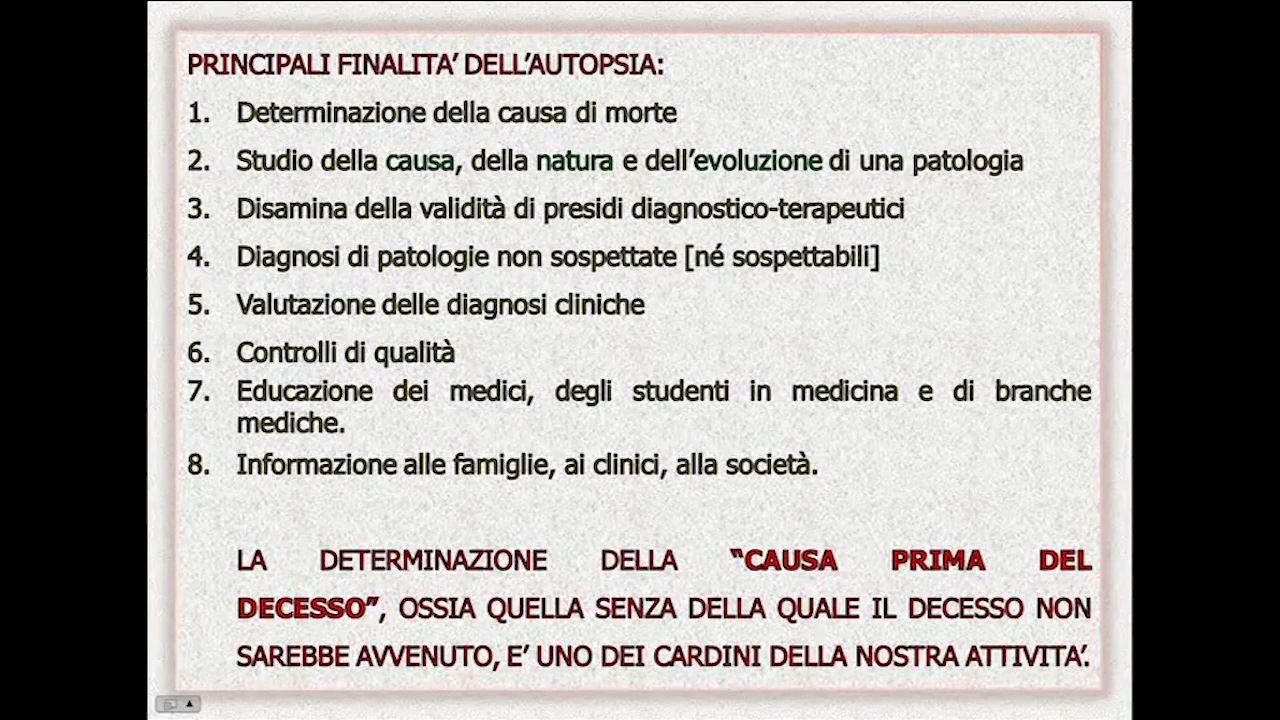 PRINCIPALI FINALITA’ DELL’AUTOPSIA:
1. Determinazione della causa di morte
2. Studio della causa, della natura e dell’evoluzione di una patologia
3. Disamina della validità di presidi diagnostico-terapeutici
4. Diagnosi di patologie non sospettate [né sospettabili]
5. Valutazione delle diagnosi cliniche
6. Controlli di qualità
7. Educazione dei medici, degli studenti in medicina e di branche
mediche.
8. Informazione alle famiglie, ai clinici, alla società.
LA DETERMINAZIONE DELLA “CAUSA PRIMA DEL
DECESSO”, OSSIA QUELLA SENZA DELLA QUALE IL DECESSO NON
SAREBBE AVVENUTO, E’ UNO DEI CARDINI DELLA NOSTRA ATTIVITA’.